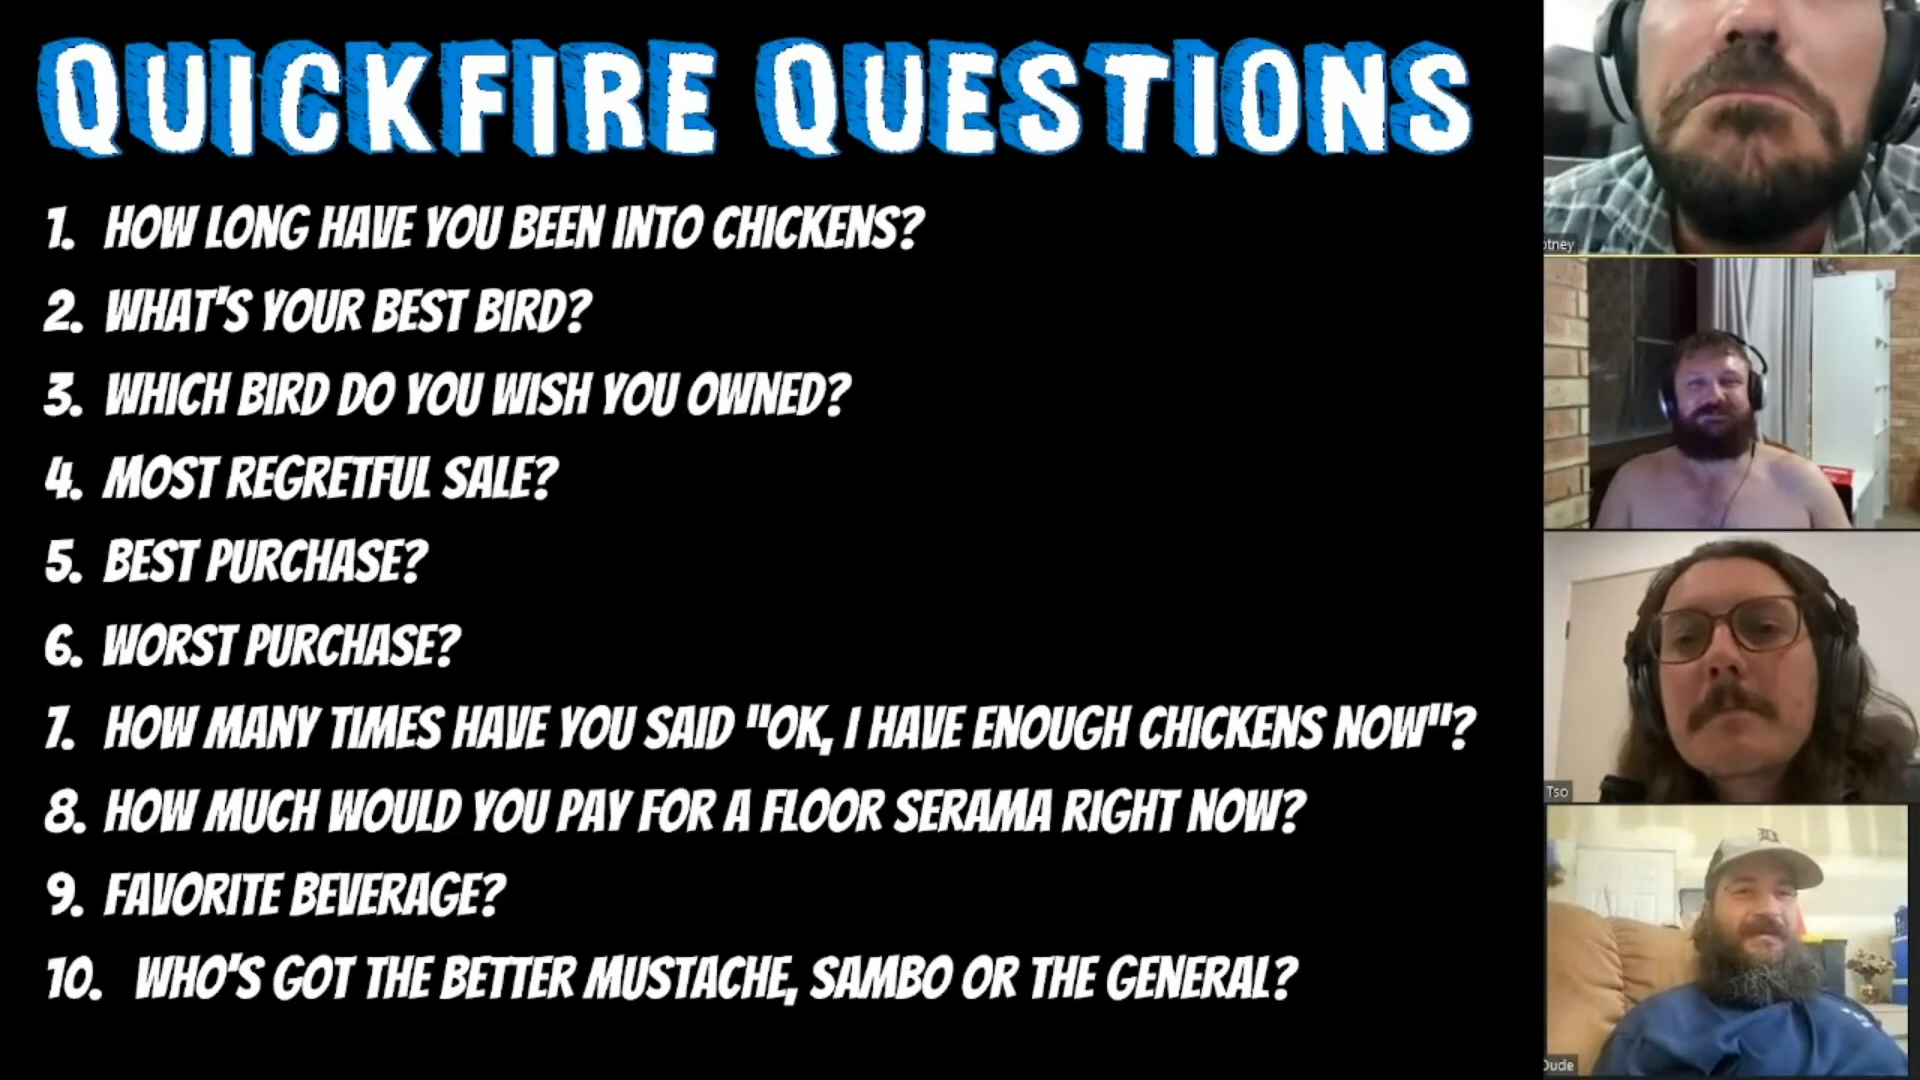 QUICKFIRE QUESTIONS
1. HOW LONG HAVE YOU BEEN INTO CHICKENS?
2. WHAT'S YOUR BEST BIRD?
3. WHICH BIRD DO YOU WISH YOU OWNED?
4. MOST REGRETFUL SALE?
5. BEST PURCHASE?
6. WORST PURCHASE?
7. HOW MANY TIMES HAVE YOU SAID "OK, I HAVE ENOUGH CHICKENS NOW"?
8. HOW MUCH WOULD YOU PAY FOR A FLOOR SERAMA RIGHT NOW?
9. FAVORITE BEVERAGE?
10. WHO'S GOT THE BETTER MUSTACHE, SAMBO OR THE GENERAL?
otney
Tso
Dude